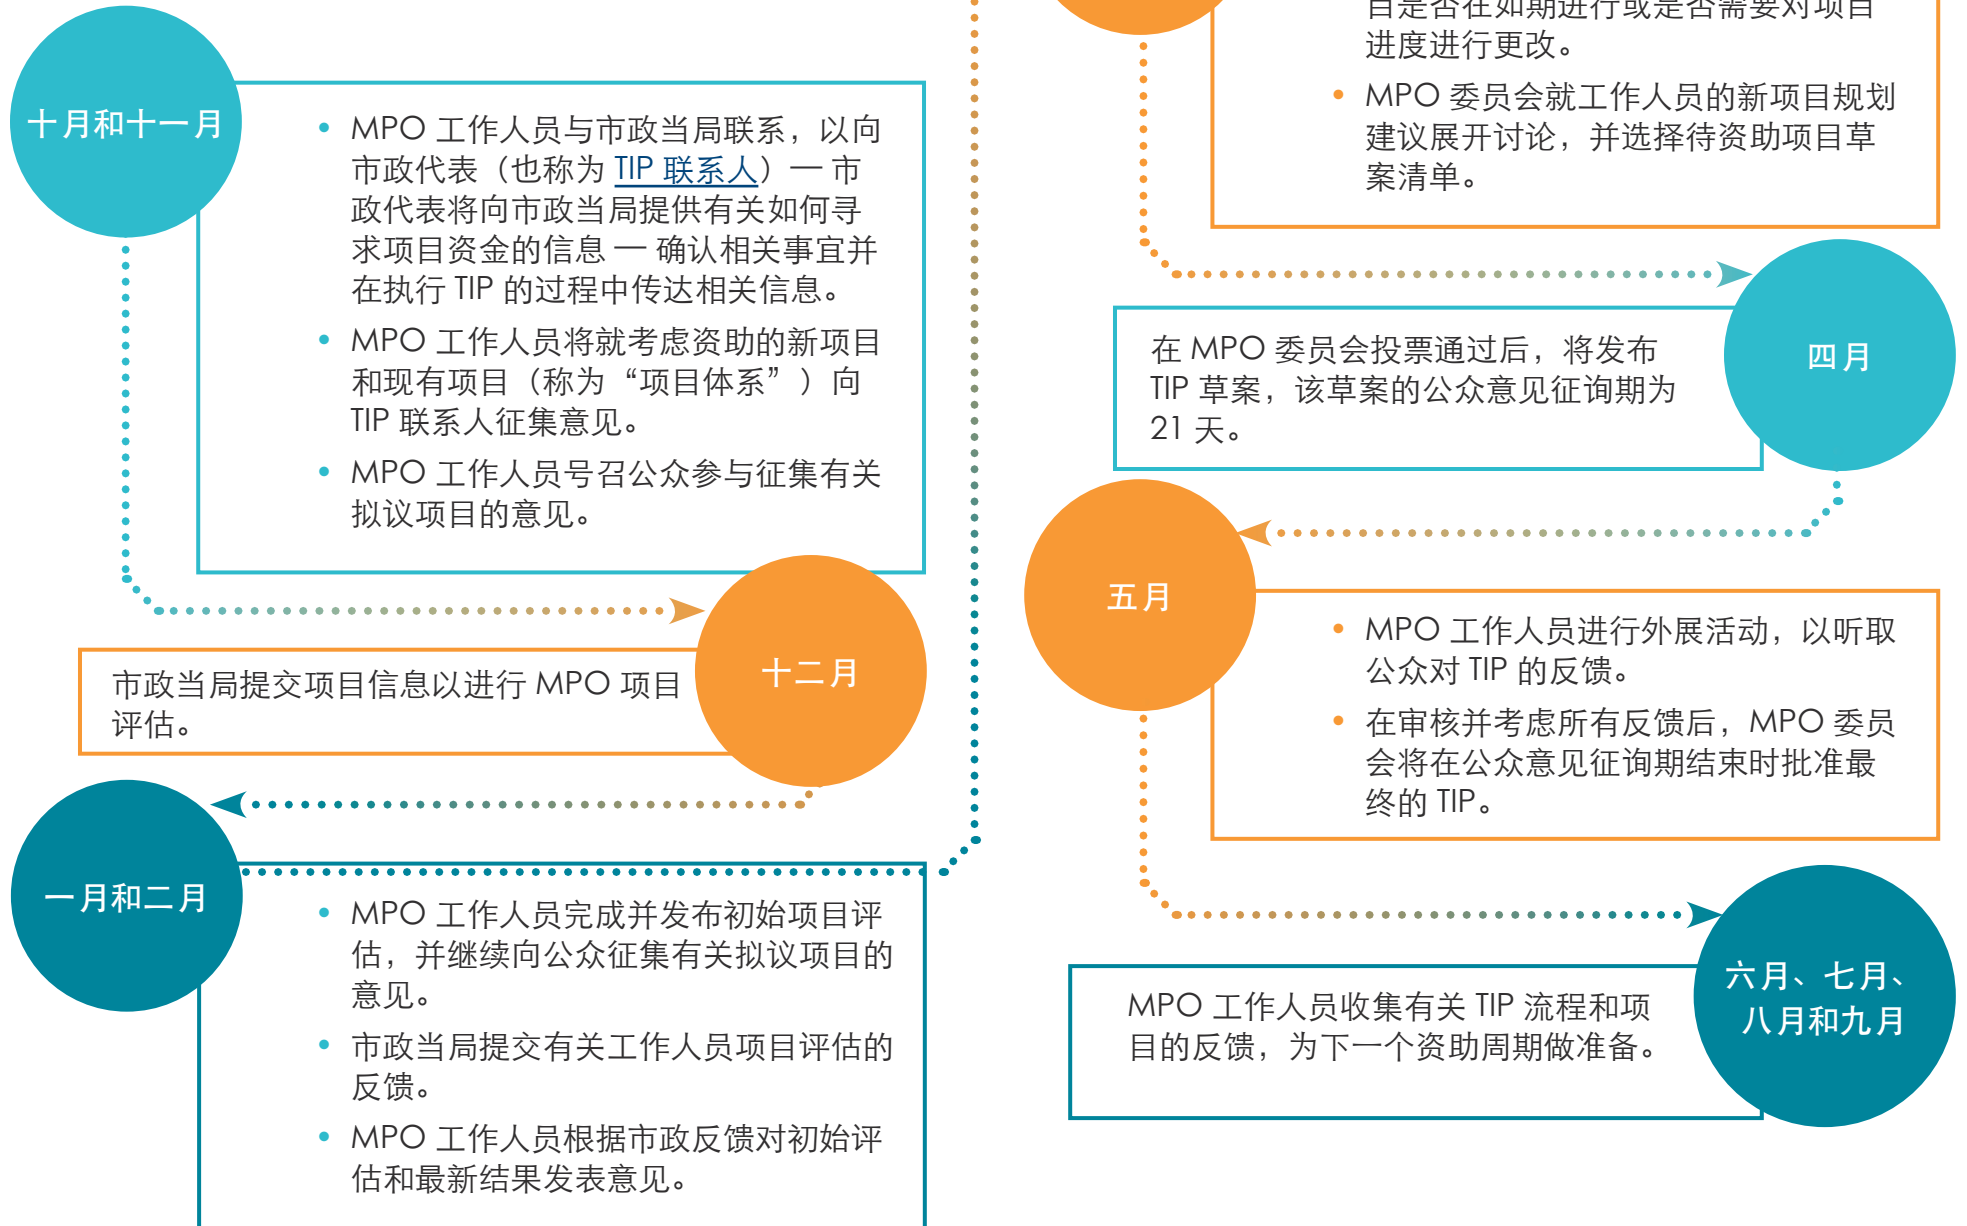 十月和十一月
• MPO 工作人员与市政当局联系，以向
市政代表（也称为 TIP 联系人）— 市
政代表将向市政当局提供有关如何寻
求项目资金的信息 — 确认相关事宜并
在执行 TIP 的过程中传达相关信息。
• MPO 工作人员将就考虑资助的新项目
和现有项目（称为“项目体系”）向
TIP 联系人征集意见。
• MPO 工作人员号召公众参与征集有关
拟议项目的意见。
十二月
市政当局提交项目信息以进行 MPO 项目
评估。
一月和二月
• MPO 工作人员完成并发布初始项目评
估，并继续向公众征集有关拟议项目的
意见。
• 市政当局提交有关工作人员项目评估的
反馈。
• MPO 工作人员根据市政反馈对初始评
估和最新结果发表意见。
目是否在如期进行或是否需要对项目
进度进行更改。
• MPO 委员会就工作人员的新项目规划
建议展开讨论，并选择待资助项目草
案清单。
四月
在 MPO 委员会投票通过后，将发布
TIP 草案，该草案的公众意见征询期为
21 天。
五月
• MPO 工作人员进行外展活动，以听取
公众对 TIP 的反馈。
• 在审核并考虑所有反馈后，MPO 委员
会将在公众意见征询期结束时批准最
终的 TIP。
六月、七月、
八月和九月
MPO 工作人员收集有关 TIP 流程和项
目的反馈，为下一个资助周期做准备。